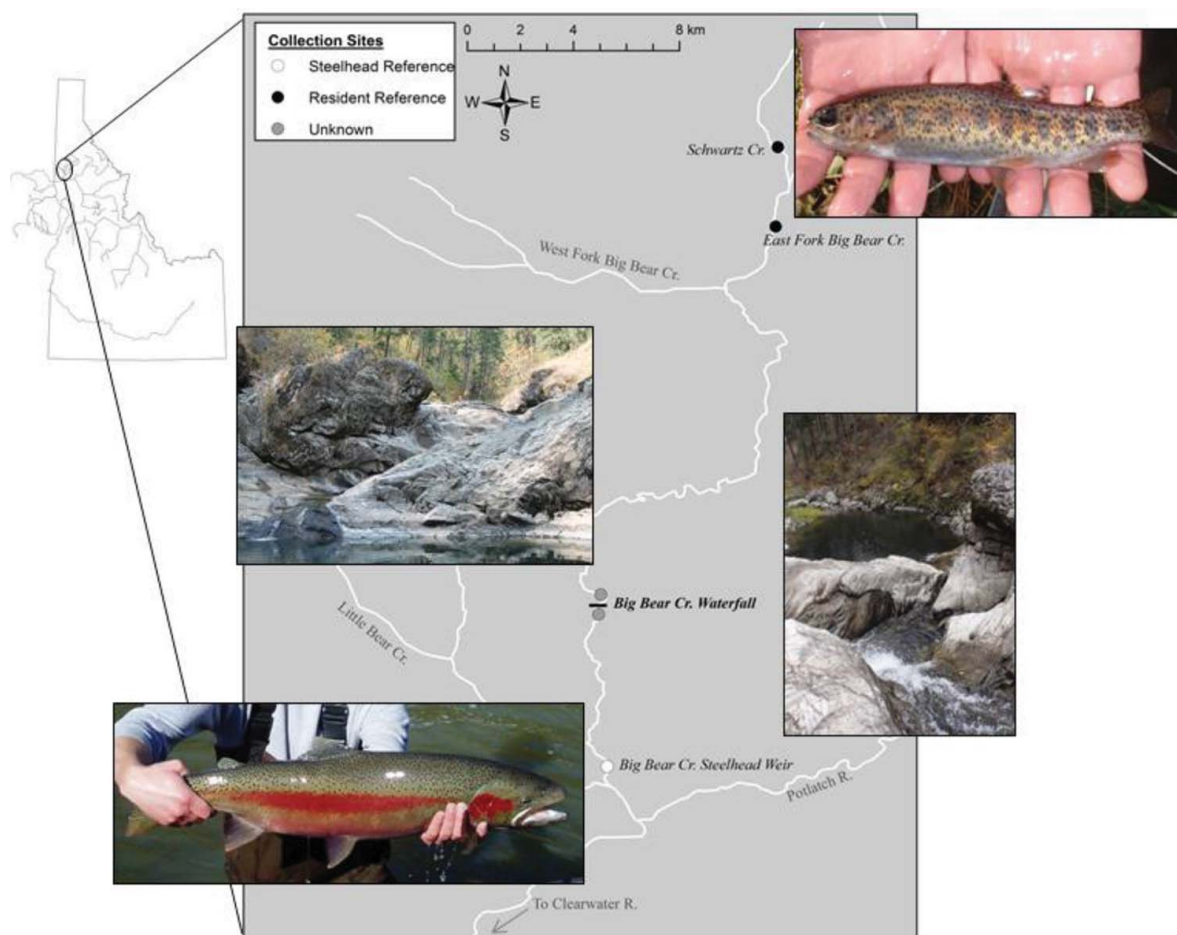 Collection Sites
Steelhead Reference
Resident Reference
Unknown
0 2 4 8 km
N
W E
S
Schwartz Cr.
East Fork Big Bear Cr.
West Fork Big Bear Cr.
Big Bear Cr. Waterfall
Little Bear Cr.
Big Bear Cr. Steelhead Weir
Potlatch R.
To Clearwater R.